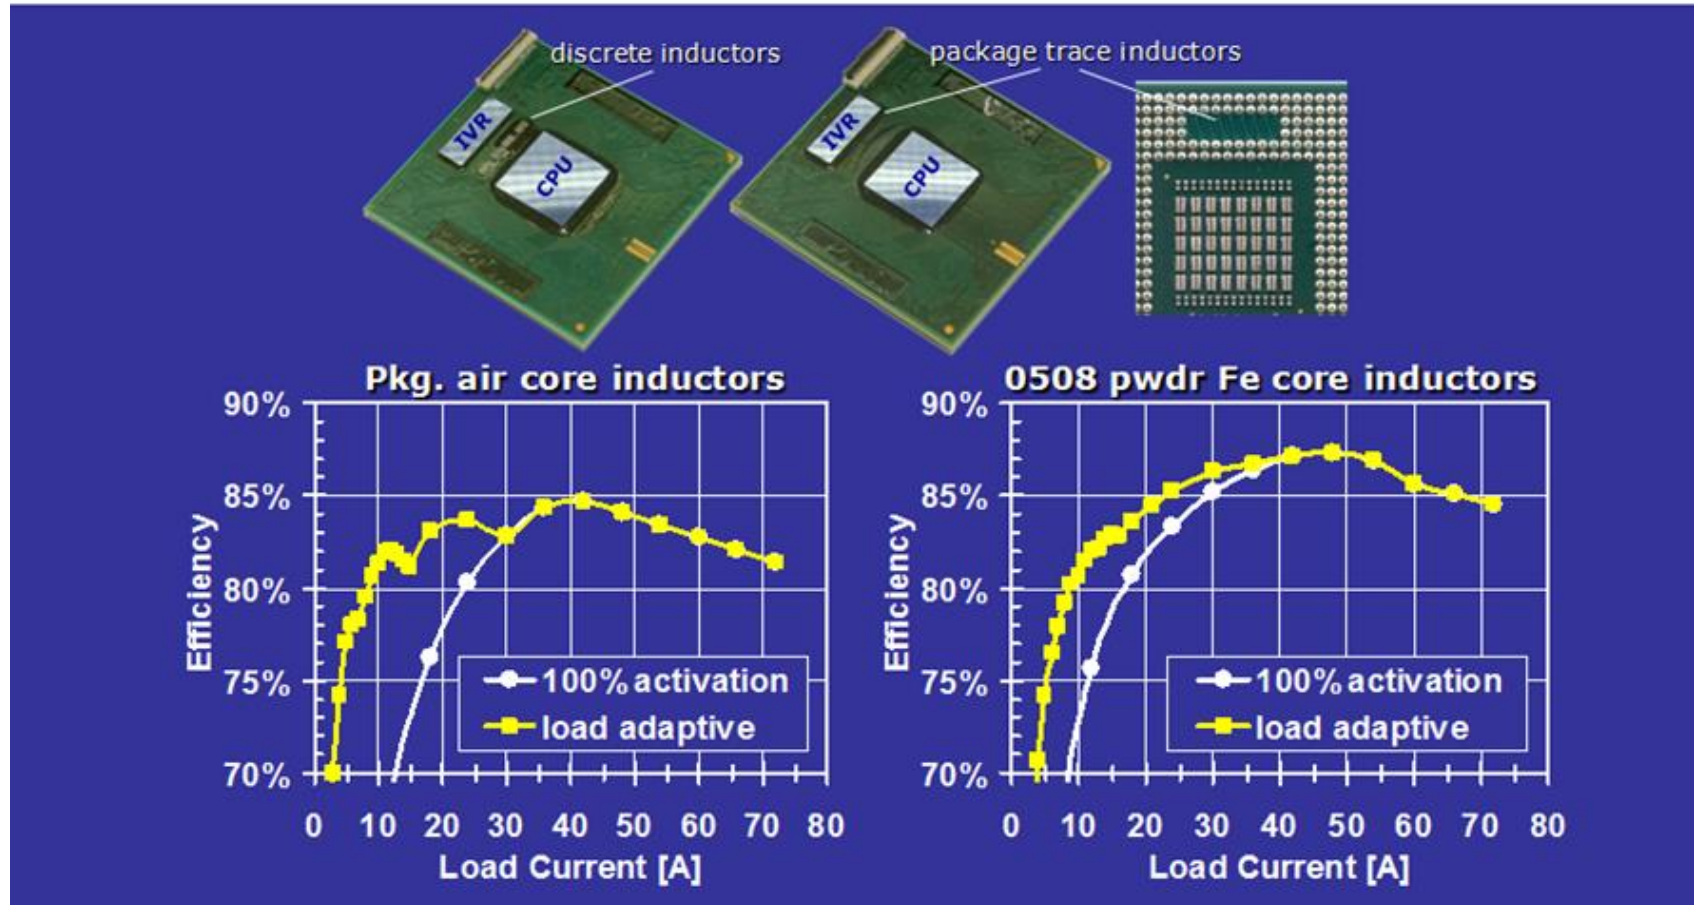 discrete inductors
package trace inductors
IVR
CPU
IVR
CPU
Pkg. air core inductors
90%
85%
80%
75%
70%
Efficiency
100% activation
load adaptive
0 10 20 30 40 50 60 70 80
Load Current [A]
0508 pwdr Fe core inductors
90%
85%
80%
75%
70%
Efficiency
100% activation
load adaptive
0 10 20 30 40 50 60 70 80
Load Current [A]